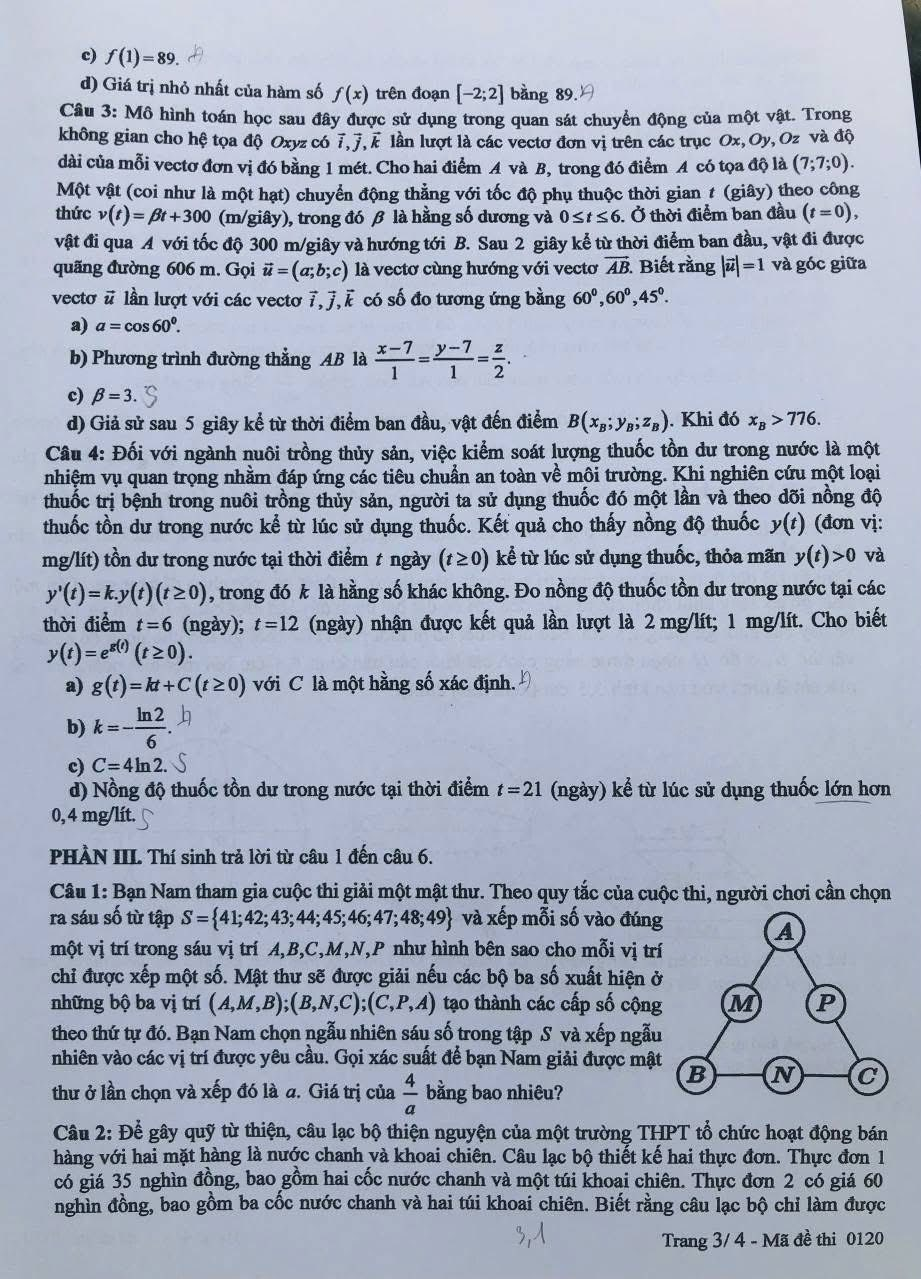 c) f(1)=89. Đ
d) Giá trị nhỏ nhất của hàm số f(x) trên đoạn [−2;2] bằng 89. Đ
Câu 3: Mô hình toán học sau đây được sử dụng trong quan sát chuyển động của một vật. Trong
không gian cho hệ tọa độ Oxyz có i⃗, j⃗, k⃗ lần lượt là các vectơ đơn vị trên các trục Ox, Oy, Oz và độ
dài của mỗi vectơ đơn vị đó bằng 1 mét. Cho hai điểm A và B, trong đó điểm A có tọa độ là (7;7;0).
Một vật (coi như là một hạt) chuyển động thẳng với tốc độ phụ thuộc thời gian t (giây) theo công
thức v(t)=βt+300 (m/giây), trong đó β là hằng số dương và 0≤t≤6. Ở thời điểm ban đầu (t=0),
vật đi qua A với tốc độ 300 m/giây và hướng tới B. Sau 2 giây kể từ thời điểm ban đầu, vật đi được
quãng đường 606 m. Gọi u⃗=(a;b;c) là vectơ cùng hướng với vectơ AB⃗. Biết rằng |u⃗|=1 và góc giữa
vectơ u⃗ lần lượt với các vectơ i⃗, j⃗, k⃗ có số đo tương ứng bằng 60⁰,60⁰,45⁰.
a) a=cos60⁰.
b) Phương trình đường thẳng AB là (x−7)/1=(y−7)/1=z/2.
c) β=3. S
d) Giả sử sau 5 giây kể từ thời điểm ban đầu, vật đến điểm B(x_B;y_B;z_B). Khi đó x_B>776.
Câu 4: Đối với ngành nuôi trồng thủy sản, việc kiểm soát lượng thuốc tồn dư trong nước là một
nhiệm vụ quan trọng nhằm đáp ứng các tiêu chuẩn an toàn về môi trường. Khi nghiên cứu một loại
thuốc trị bệnh trong nuôi trồng thủy sản, người ta sử dụng thuốc đó một lần và theo dõi nồng độ
thuốc tồn dư trong nước kể từ lúc sử dụng thuốc. Kết quả cho thấy nồng độ thuốc y(t) (đơn vị:
mg/lít) tồn dư trong nước tại thời điểm t ngày (t≥0) kể từ lúc sử dụng thuốc, thỏa mãn y(t)>0 và
y'(t)=k.y(t)(t≥0), trong đó k là hằng số khác không. Đo nồng độ thuốc tồn dư trong nước tại các
thời điểm t=6 (ngày); t=12 (ngày) nhận được kết quả lần lượt là 2 mg/lít; 1 mg/lít. Cho biết
y(t)=e^{g(t)} (t≥0).
a) g(t)=kt+C(t≥0) với C là một hằng số xác định. Đ
b) k=−ln2/6. Đ
c) C=4ln2. S
d) Nồng độ thuốc tồn dư trong nước tại thời điểm t=21 (ngày) kể từ lúc sử dụng thuốc lớn hơn
0,4 mg/lít. S
PHẦN III. Thí sinh trả lời từ câu 1 đến câu 6.
Câu 1: Bạn Nam tham gia cuộc thi giải một mật thư. Theo quy tắc của cuộc thi, người chơi cần chọn
ra sáu số từ tập S={41;42;43;44;45;46;47;48;49} và xếp mỗi số vào đúng
một vị trí trong sáu vị trí A,B,C,M,N,P như hình bên sao cho mỗi vị trí
chỉ được xếp một số. Mật thư sẽ được giải nếu các bộ ba số xuất hiện ở
những bộ ba vị trí (A,M,B);(B,N,C);(C,P,A) tạo thành các cấp số cộng
theo thứ tự đó. Bạn Nam chọn ngẫu nhiên sáu số trong tập S và xếp ngẫu
nhiên vào các vị trí được yêu cầu. Gọi xác suất để bạn Nam giải được mật
thư ở lần chọn và xếp đó là a. Giá trị của 4/a bằng bao nhiêu?
A
M P
B N C
Câu 2: Để gây quỹ từ thiện, câu lạc bộ thiện nguyện của một trường THPT tổ chức hoạt động bán
hàng với hai mặt hàng là nước chanh và khoai chiên. Câu lạc bộ thiết kế hai thực đơn. Thực đơn 1
có giá 35 nghìn đồng, bao gồm hai cốc nước chanh và một túi khoai chiên. Thực đơn 2 có giá 60
nghìn đồng, bao gồm ba cốc nước chanh và hai túi khoai chiên. Biết rằng câu lạc bộ chỉ làm được
3,1
Trang 3/ 4 - Mã đề thi 0120